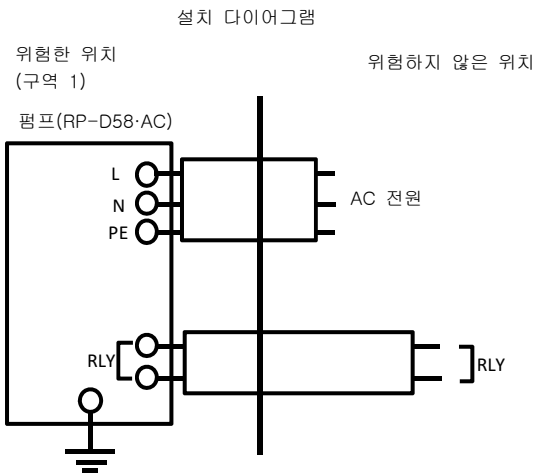 설치 다이어그램
위험한 위치
(구역 1)
위험하지 않은 위치
펌프(RP-D58·AC)
L
N
PE
AC 전원
RLY
RLY